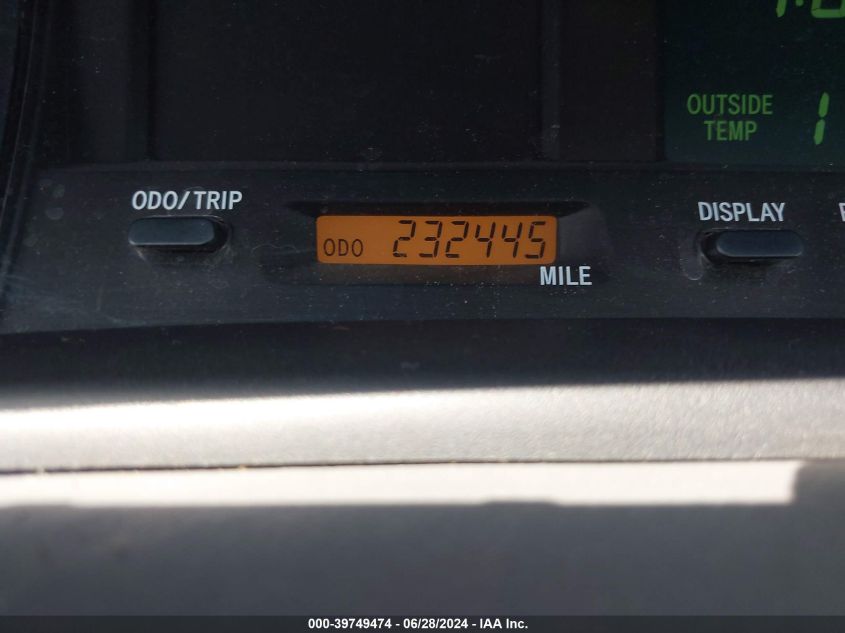 OUTSIDE
TEMP
ODO/TRIP
ODO 232445
MILE
DISPLAY
000-39749474 - 06/28/2024 - IAA Inc.